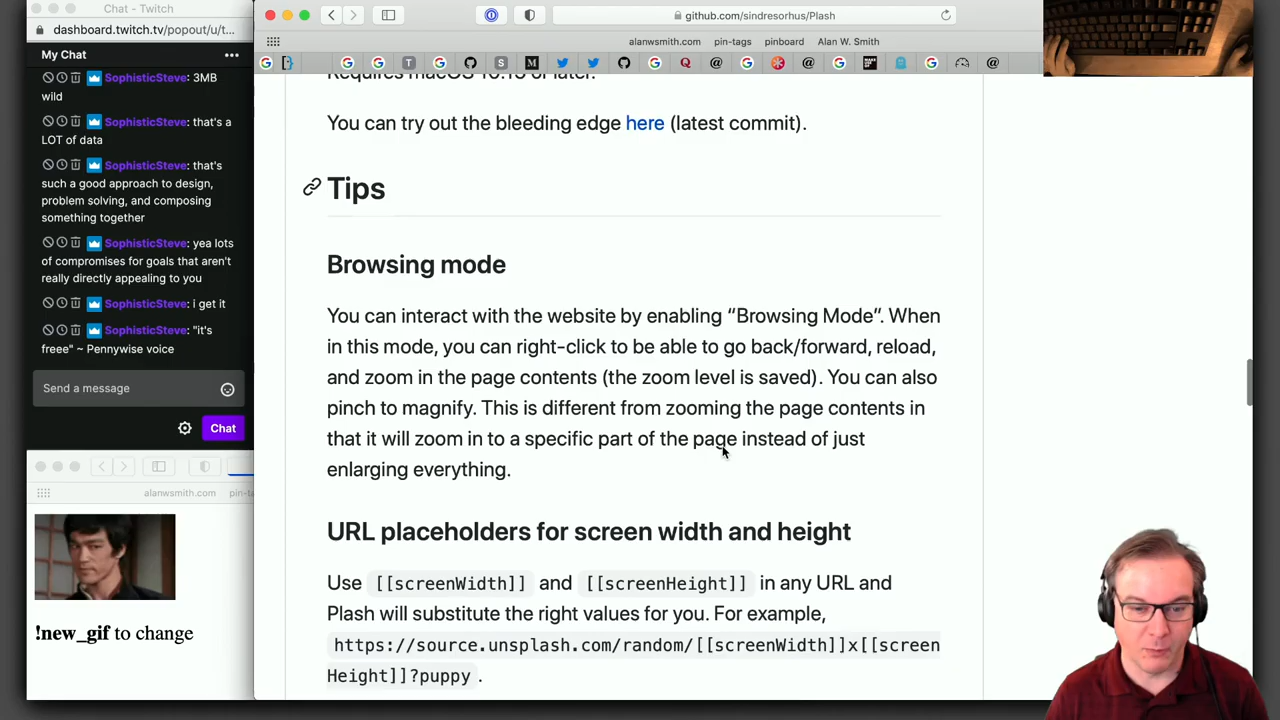 Chat - Twitch
dashboard.twitch.tv/popout/u/t...
My Chat
SophisticSteve: 3MB
wild
SophisticSteve: that's a
LOT of data
SophisticSteve: that's
such a good approach to design,
problem solving, and composing
something together
SophisticSteve: yea lots
of compromises for goals that aren't
really directly appealing to you
SophisticSteve: i get it
SophisticSteve: "it's
freee" ~ Pennywise voice
Send a message
Chat
alanwsmith.com pin-ta
!new_gif to change
github.com/sindresorhus/Plash
alanwsmith.com pin-tags pinboard Alan W. Smith
Requires macOS 10.15 or later.
You can try out the bleeding edge here (latest commit).
Tips
Browsing mode
You can interact with the website by enabling “Browsing Mode”. When
in this mode, you can right-click to be able to go back/forward, reload,
and zoom in the page contents (the zoom level is saved). You can also
pinch to magnify. This is different from zooming the page contents in
that it will zoom in to a specific part of the page instead of just
enlarging everything.
URL placeholders for screen width and height
Use [[screenWidth]] and [[screenHeight]] in any URL and
Plash will substitute the right values for you. For example,
https://source.unsplash.com/random/[[screenWidth]]x[[screen
Height]]?puppy .